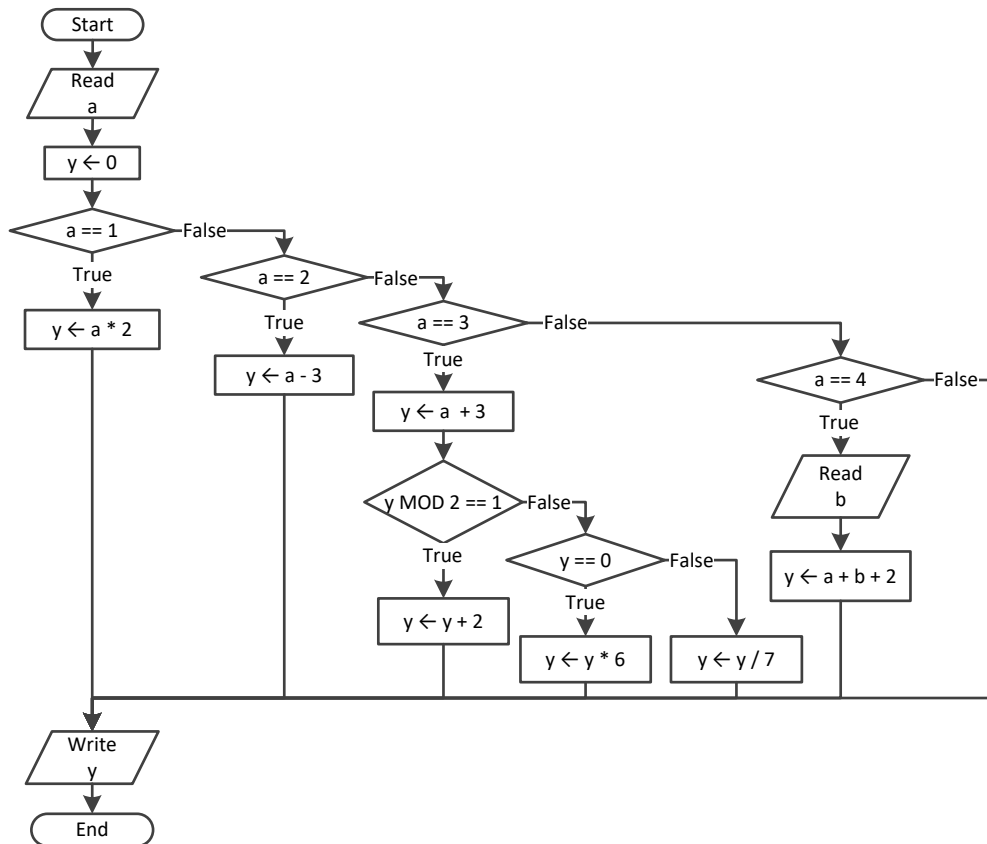 Start
Read
a
y ← 0
a == 1
False
True
y ← a * 2
a == 2
False
True
y ← a - 3
a == 3
False
True
y ← a + 3
y MOD 2 == 1
False
True
y ← y + 2
y == 0
False
True
y ← y * 6
y ← y / 7
a == 4
False
True
Read
b
y ← a + b + 2
Write
y
End